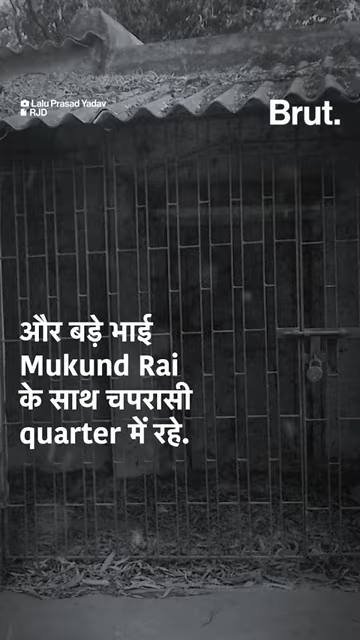 Lalu Prasad Yadav
RJD
Brut.
और बड़े भाई
Mukund Rai
के साथ चपरासी
quarter में रहे.